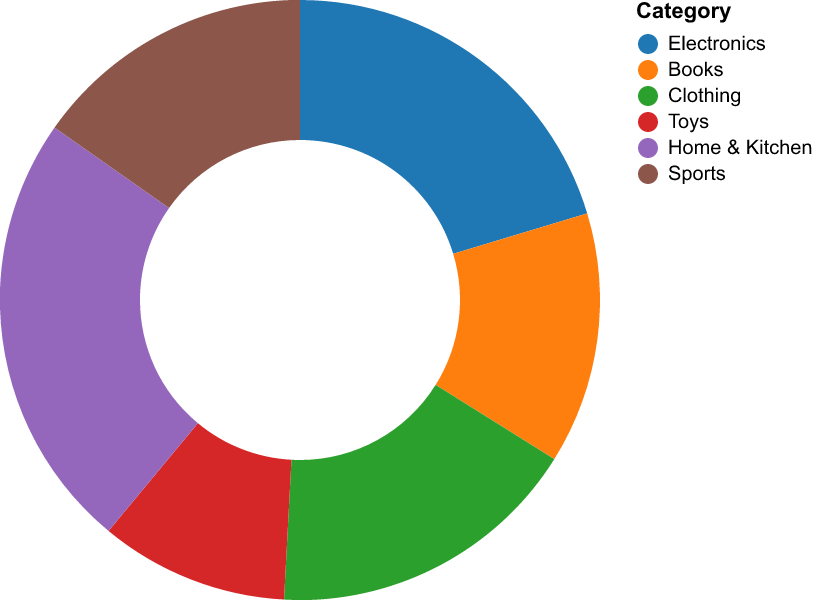 Category
Electronics
Books
Clothing
Toys
Home & Kitchen
Sports